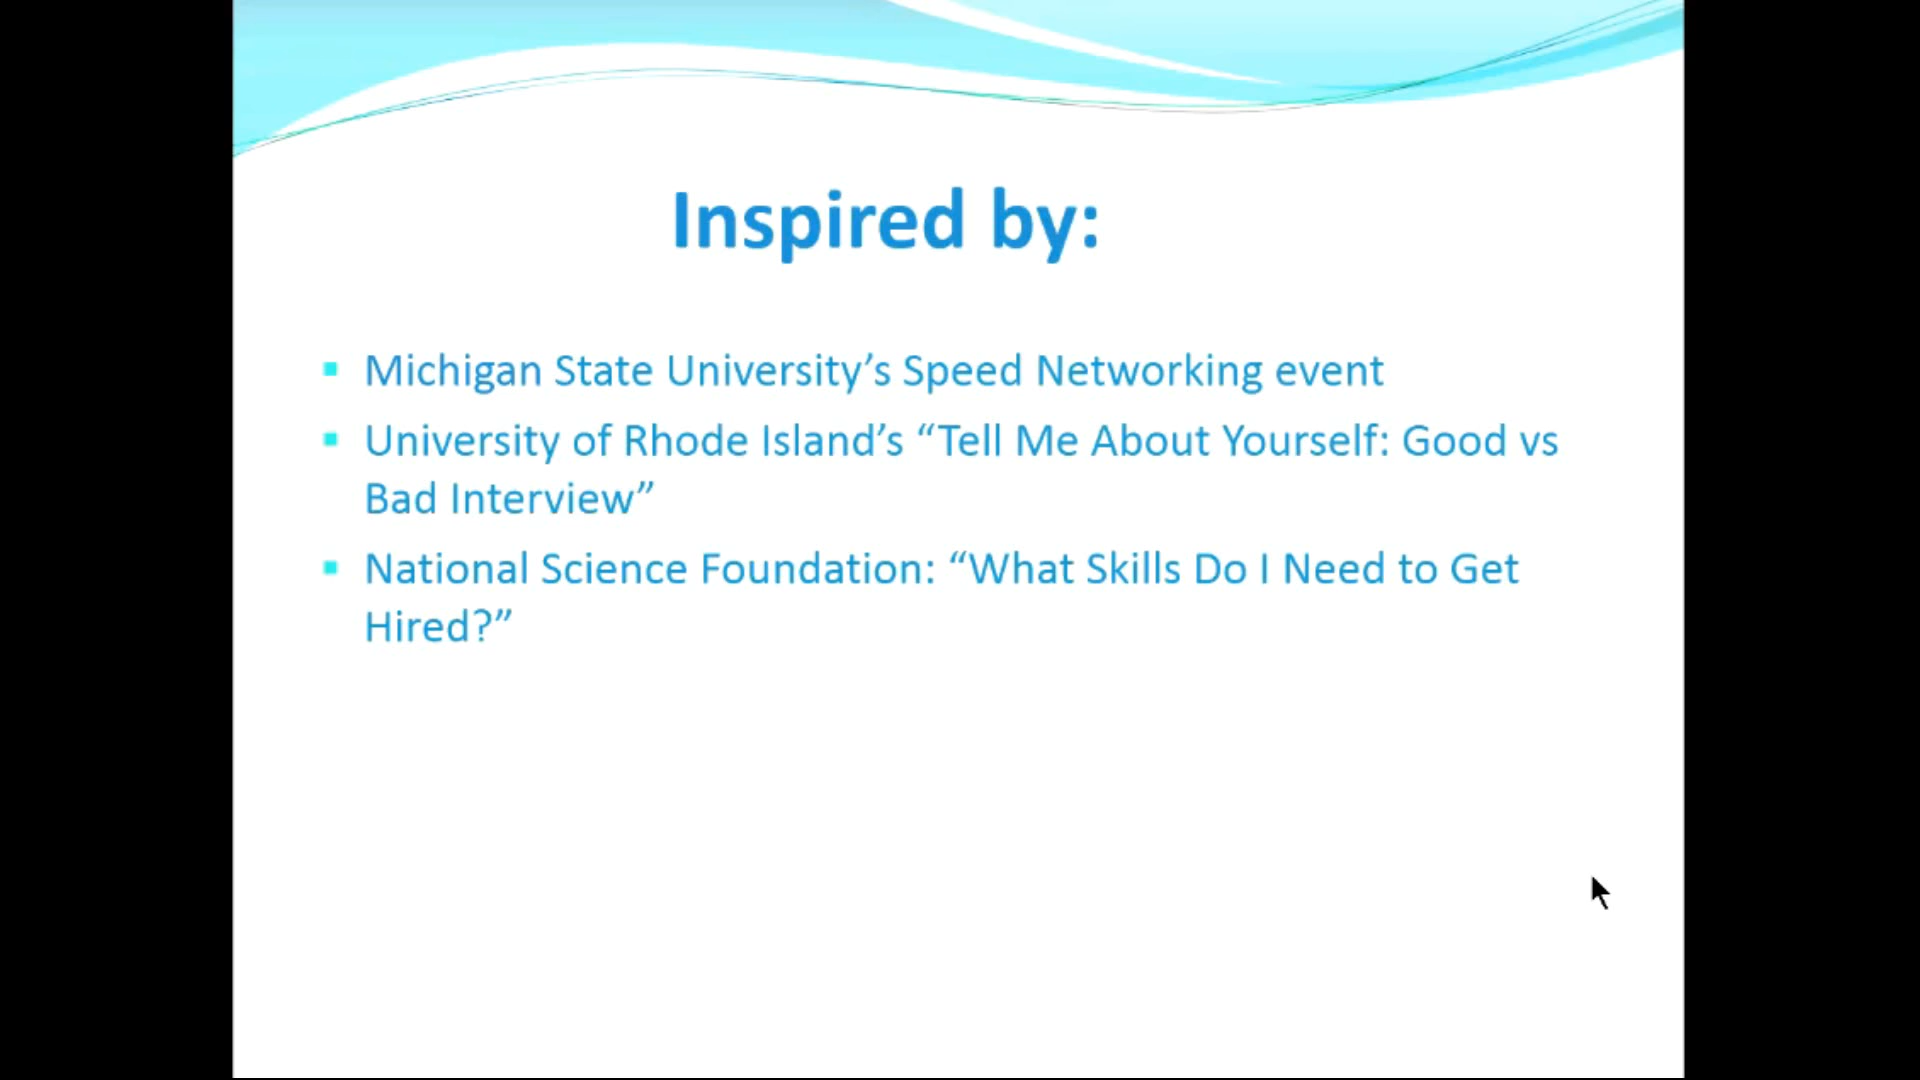 Inspired by:
Michigan State University’s Speed Networking event
University of Rhode Island’s “Tell Me About Yourself: Good vs
Bad Interview”
National Science Foundation: “What Skills Do I Need to Get
Hired?”